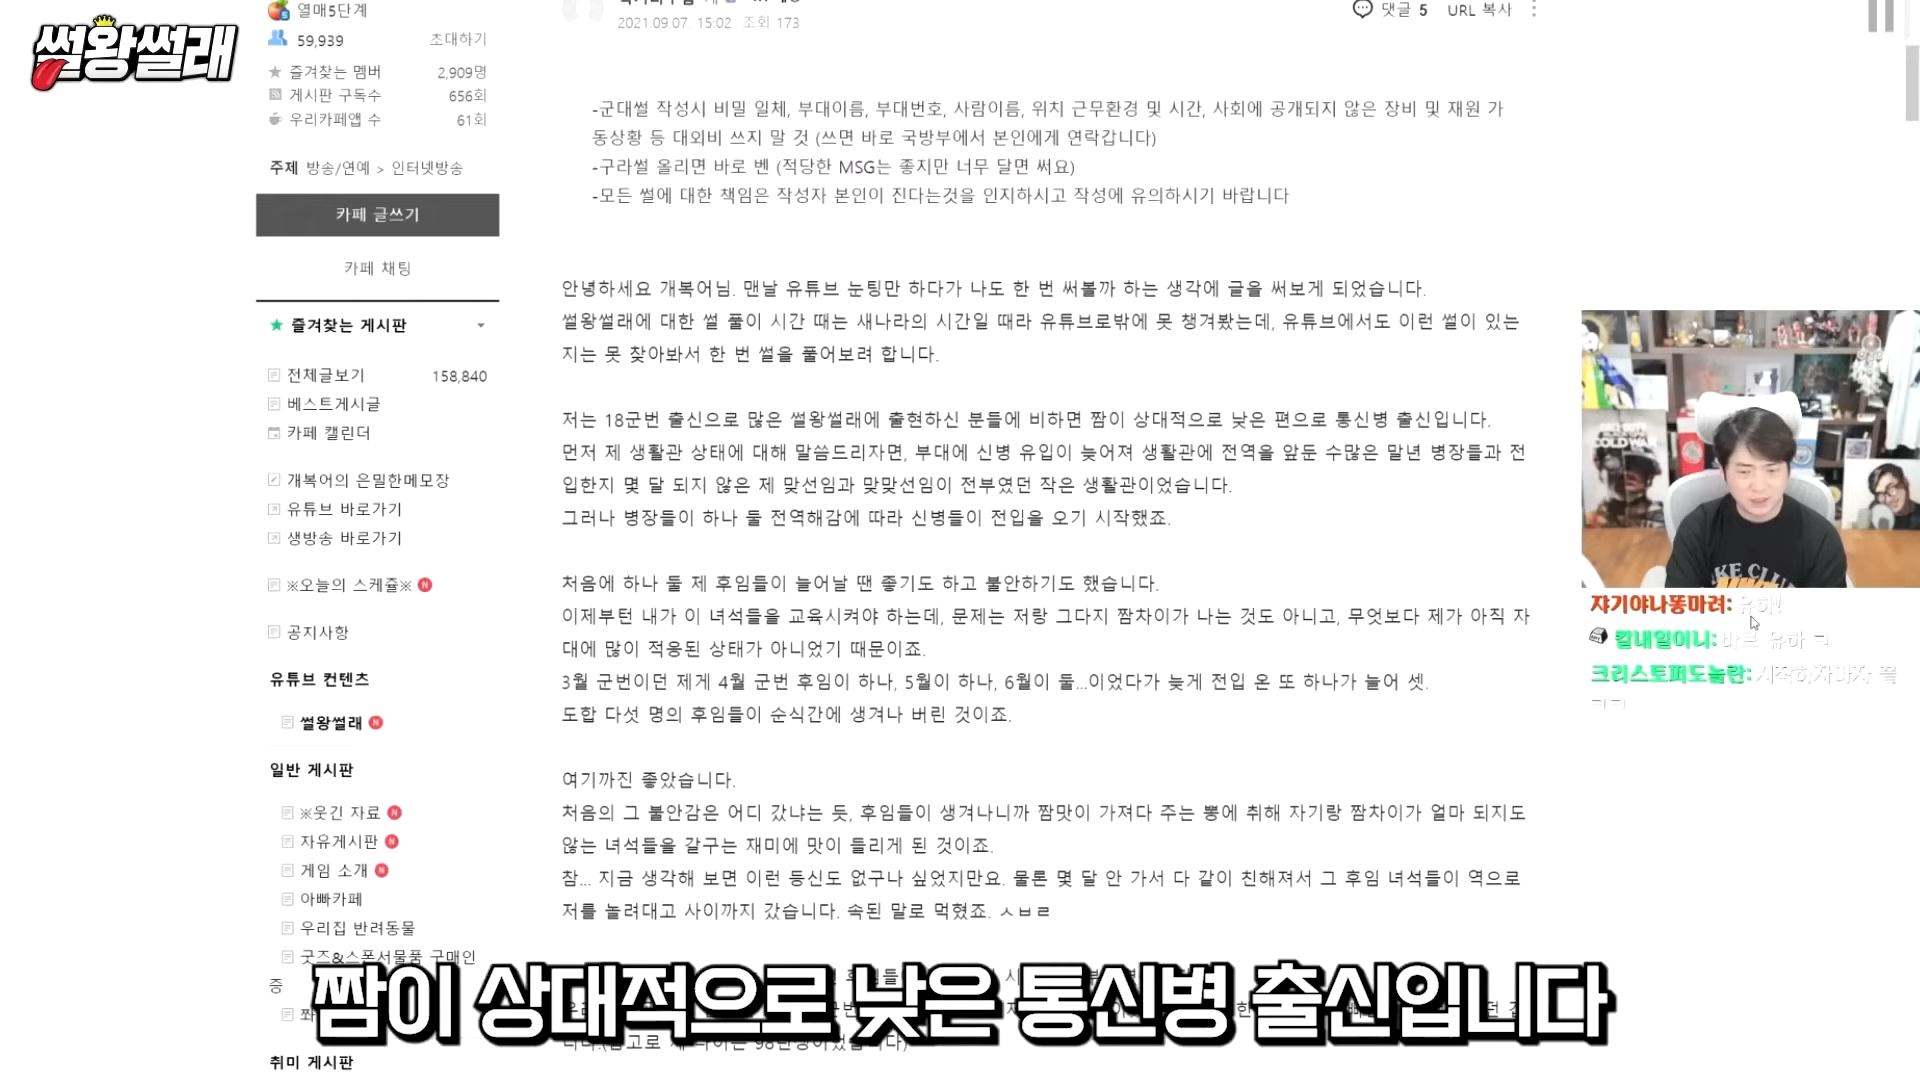 썰왕썰래
열매5단계
59,939 초대하기
즐겨찾는 멤버 2,909명
게시판 구독수 656회
우리카페앱 수 61회
주제 방송/연예 > 인터넷방송
카페 글쓰기
카페 채팅
즐겨찾는 게시판
전체글보기 158,840
베스트게시글
카페 캘린더
개복어의 은밀한메모장
유튜브 바로가기
생방송 바로가기
※오늘의 스케쥴※ N
공지사항
유튜브 컨텐츠
썰왕썰래 N
일반 게시판
※웃긴 자료 N
자유게시판 N
게임 소개 N
아빠카페
우리집 반려동물
굿즈&스폰서물품 구매인
증
취미 게시판
2021.09.07. 15:02 조회 173
댓글 5 URL 복사
-군대썰 작성시 비밀 일체, 부대이름, 부대번호, 사람이름, 위치 근무환경 및 시간, 사회에 공개되지 않은 장비 및 재원 가
동상황 등 대외비 쓰지 말 것 (쓰면 바로 국방부에서 본인에게 연락갑니다)
-구라썰 올리면 바로 벤 (적당한 MSG는 좋지만 너무 달면 써요)
-모든 썰에 대한 책임은 작성자 본인이 진다는것을 인지하시고 작성에 유의하시기 바랍니다
안녕하세요 개복어님. 맨날 유튜브 눈팅만 하다가 나도 한 번 써볼까 하는 생각에 글을 써보게 되었습니다.
썰왕썰래에 대한 썰 풀이 시간 때는 새나라의 시간일 때라 유튜브로밖에 못 챙겨봤는데, 유튜브에서도 이런 썰이 있는
지는 못 찾아봐서 한 번 썰을 풀어보려 합니다.
저는 18군번 출신으로 많은 썰왕썰래에 출현하신 분들에 비하면 짬이 상대적으로 낮은 편으로 통신병 출신입니다.
먼저 제 생활관 상태에 대해 말씀드리자면, 부대에 신병 유입이 늦어져 생활관에 전역을 앞둔 수많은 말년 병장들과 전
입한지 몇 달 되지 않은 제 맞선임과 맞맞선임이 전부였던 작은 생활관이었습니다.
그러나 병장들이 하나 둘 전역해감에 따라 신병들이 전입을 오기 시작했죠.
처음에 하나 둘 제 후임들이 늘어날 땐 좋기도 하고 불안하기도 했습니다.
이제부턴 내가 이 녀석들을 교육시켜야 하는데, 문제는 저랑 그다지 짬차이가 나는 것도 아니고, 무엇보다 제가 아직 자
대에 많이 적응된 상태가 아니었기 때문이죠.
3월 군번이던 제게 4월 군번 후임이 하나, 5월이 하나, 6월이 둘...이었다가 늦게 전입 온 또 하나가 늘어 셋.
도합 다섯 명의 후임들이 순식간에 생겨나 버린 것이죠.
여기까진 좋았습니다.
처음의 그 불안감은 어디 갔냐는 듯, 후임들이 생겨나니까 짬맛이 가져다 주는 뽕에 취해 자기랑 짬차이가 얼마 되지도
않는 녀석들을 갈구는 재미에 맛이 들리게 된 것이죠.
참... 지금 생각해 보면 이런 등신도 없구나 싶었지만요. 물론 몇 달 안 가서 다 같이 친해져서 그 후임 녀석들이 역으로
저를 놀려대고 사이까지 갔습니다. 속된 말로 먹혔죠. ㅅㅂㄹ
COLD WAR
쟈기야나똥마려: 유하!
칼내일이니: 바로 유하 ㅋ
크리스토퍼도놀란: 시작하자마자
ㅋㅋ
짬이 상대적으로 낮은 통신병 출신입니다